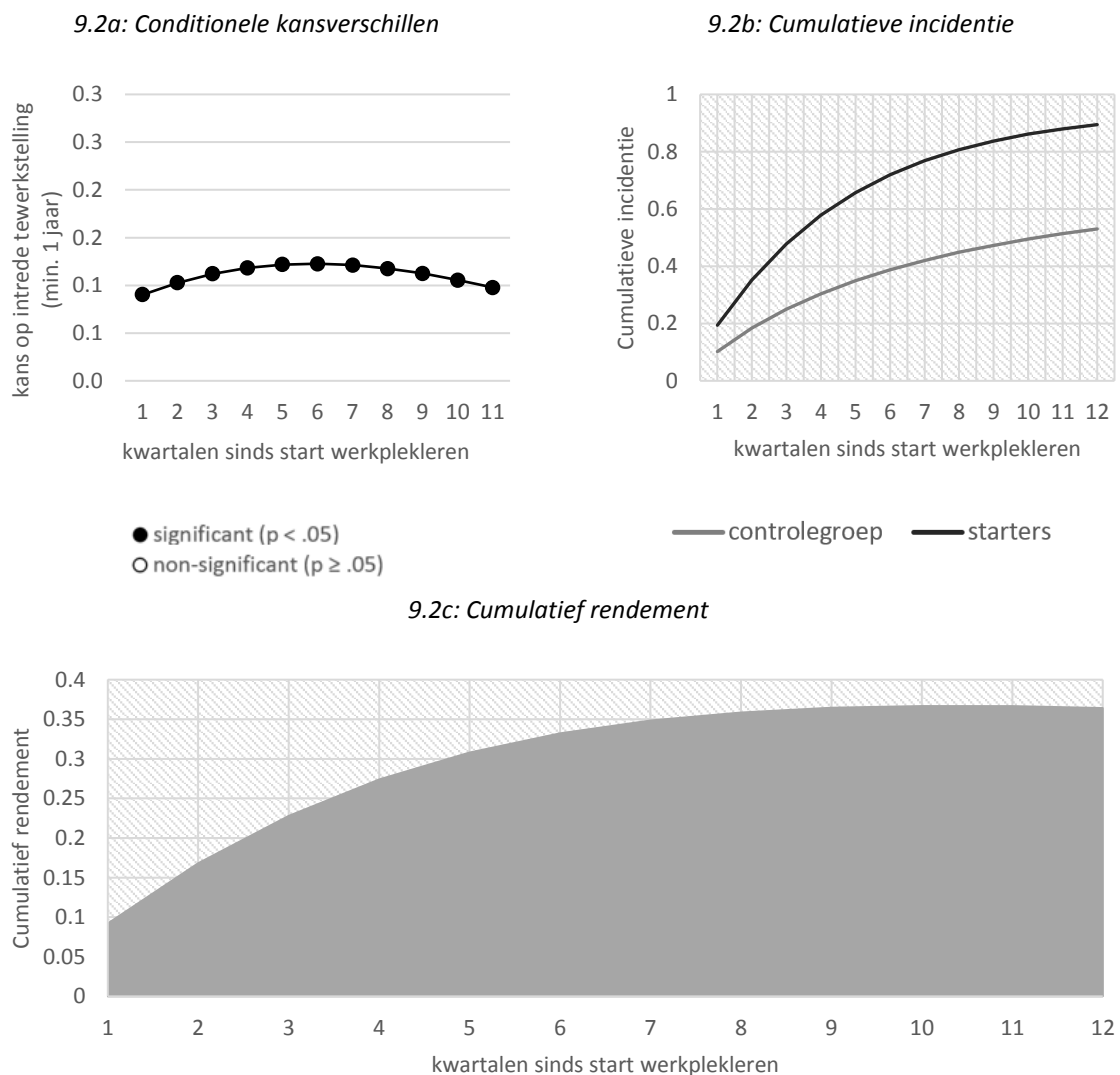 9.2a: Conditionele kansverschillen
kans op intrede tewerkstelling
(min. 1 jaar)
0.3
0.3
0.2
0.2
0.1
0.1
0.0
1 2 3 4 5 6 7 8 9 10 11
kwartalen sinds start werkplekleren
● significant (p < .05)
○ non-significant (p ≥ .05)
9.2b: Cumulatieve incidentie
Cumulatieve incidentie
1
0.8
0.6
0.4
0.2
0
1 2 3 4 5 6 7 8 9 10 11 12
kwartalen sinds start werkplekleren
controlegroep starters
9.2c: Cumulatief rendement
Cumulatief rendement
0.4
0.35
0.3
0.25
0.2
0.15
0.1
0.05
0
1 2 3 4 5 6 7 8 9 10 11 12
kwartalen sinds start werkplekleren